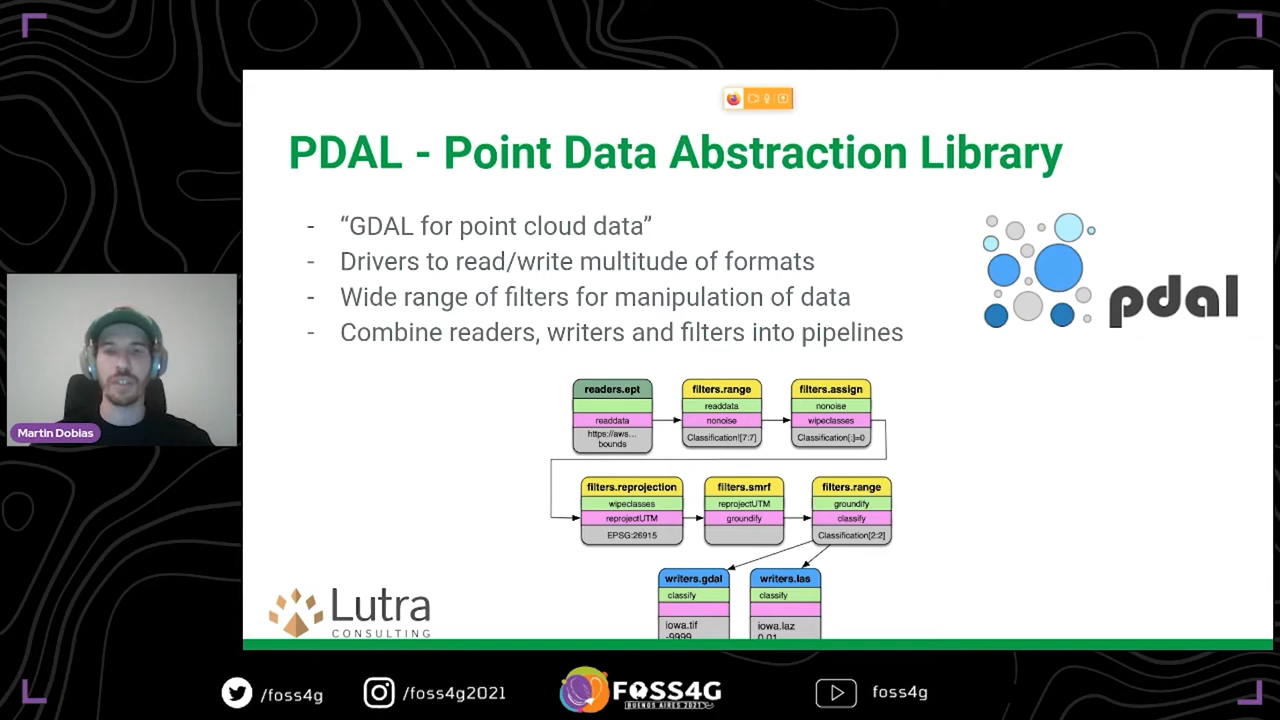 PDAL - Point Data Abstraction Library
- “GDAL for point cloud data”
- Drivers to read/write multitude of formats
- Wide range of filters for manipulation of data
- Combine readers, writers and filters into pipelines
pdal
readers.ept
readdata
https://aws...
bounds
filters.range
readdata
nonoise
Classification![7:7]
filters.assign
nonoise
wipeclasses
Classification[:]=0
filters.reprojection
wipeclasses
reprojectUTM
EPSG:26915
filters.smrf
reprojectUTM
groundify
filters.range
groundify
classify
Classification[2:2]
writers.gdal
classify
iowa.tif
-9999
writers.las
classify
iowa.laz
0.01
Martin Dobias
Lutra
CONSULTING
/foss4g
/foss4g2021
FOSS4G
BUENOS AIRES 2021
foss4g